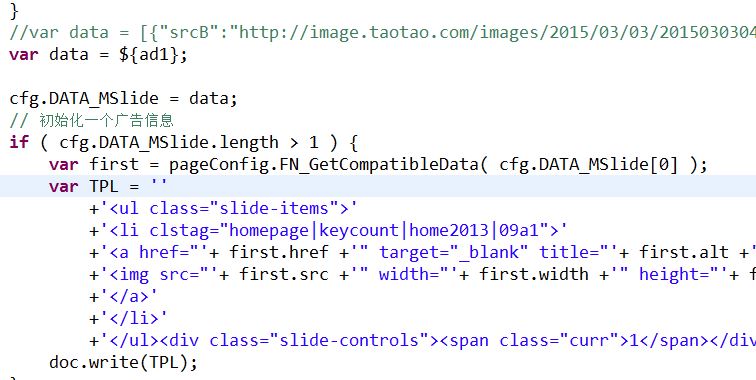 }
//var data = [{"srcB":"http://image.taotao.com/images/2015/03/03/2015030304
var data = ${ad1};
cfg.DATA_MSlide = data;
// 初始化一个广告信息
if ( cfg.DATA_MSlide.length > 1 ) {
    var first = pageConfig.FN_GetCompatibleData( cfg.DATA_MSlide[0] );
    var TPL = ''
        +'<ul class="slide-items">'
        +'<li clstag="homepage|keycount|home2013|09a1">'
        +'<a href="'+ first.href +'" target="_blank" title="'+ first.alt +'
        +'<img src="'+ first.src +'" width="'+ first.width +'" height="'+ f
        +'</a>'
        +'</li>'
        +'</ul><div class="slide-controls"><span class="curr">1</span></div
    doc.write(TPL);